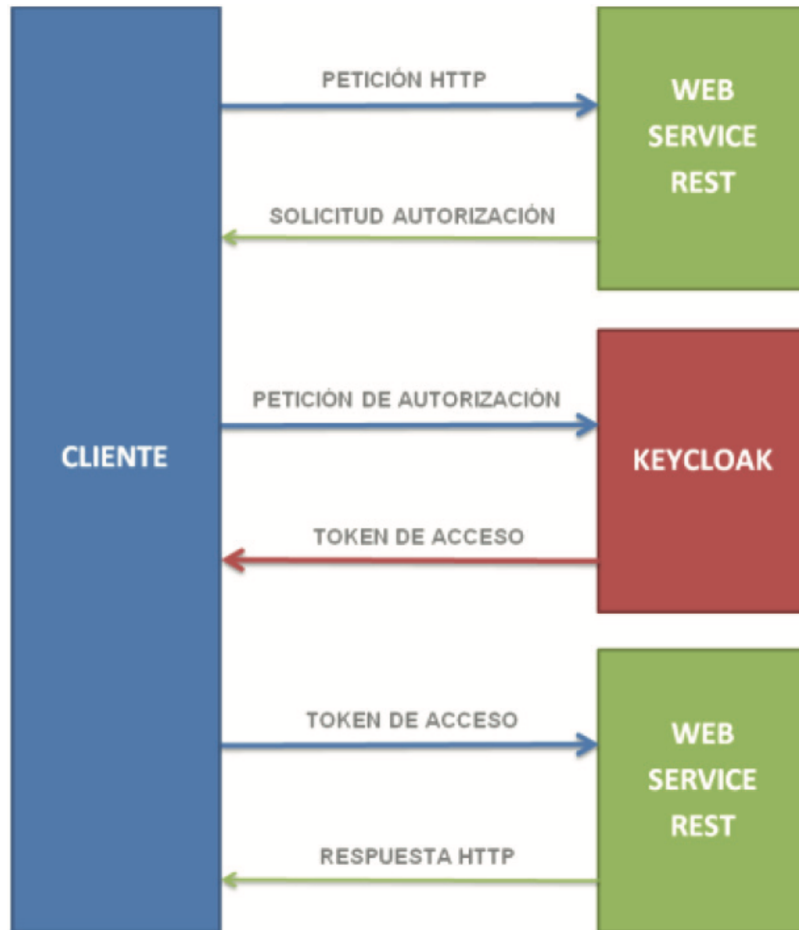 PETICIÓN HTTP
WEB
SERVICE
REST
SOLICITUD AUTORIZACIÓN
PETICIÓN DE AUTORIZACIÓN
CLIENTE
KEYCLOAK
TOKEN DE ACCESO
TOKEN DE ACCESO
WEB
SERVICE
REST
RESPUESTA HTTP